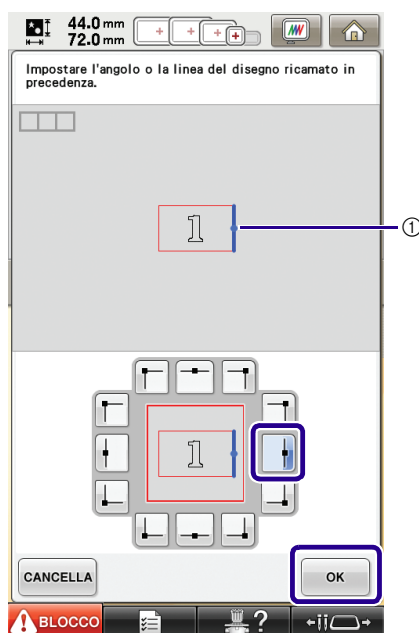 44.0 mm
72.0 mm
Impostare l'angolo o la linea del disegno ricamato in
precedenza.
1
①
1
CANCELLA
OK
BLOCCO
?